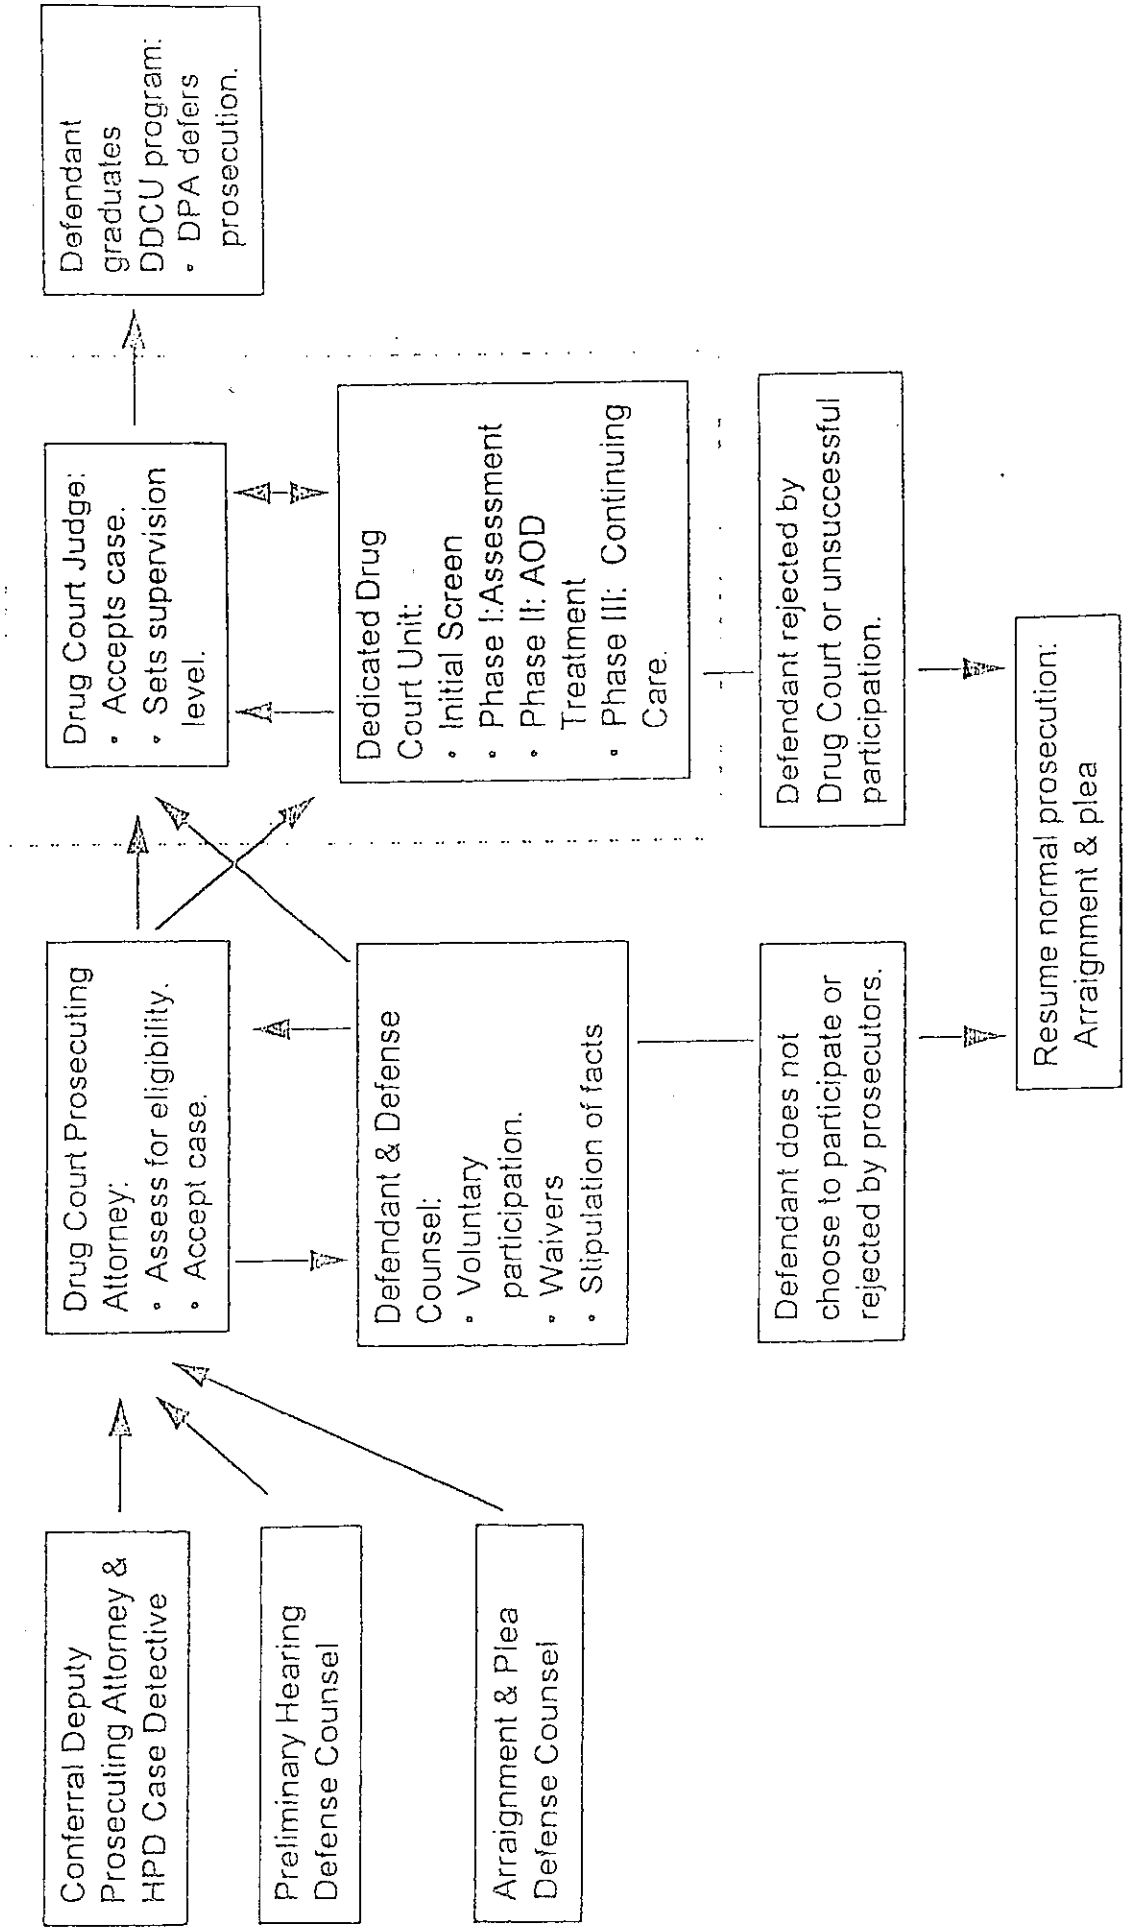 Conferral Deputy
Prosecuting Attorney &
HPD Case Detective
Preliminary Hearing
Defense Counsel
Arraignment & Plea
Defense Counsel
Drug Court Prosecuting
Attorney:
• Assess for eligibility.
• Accept case.
Defendant & Defense
Counsel:
• Voluntary
participation.
• Waivers
• Stipulation of facts
Defendant does not
choose to participate or
rejected by prosecutors.
Drug Court Judge:
• Accepts case.
• Sets supervision
level.
Dedicated Drug
Court Unit:
• Initial Screen
• Phase I: Assessment
• Phase II: AOD
Treatment
• Phase III: Continuing
Care.
Defendant rejected by
Drug Court or unsuccessful
participation.
Resume normal prosecution:
Arraignment & plea
Defendant
graduates
DDCU program:
• DPA defers
prosecution.